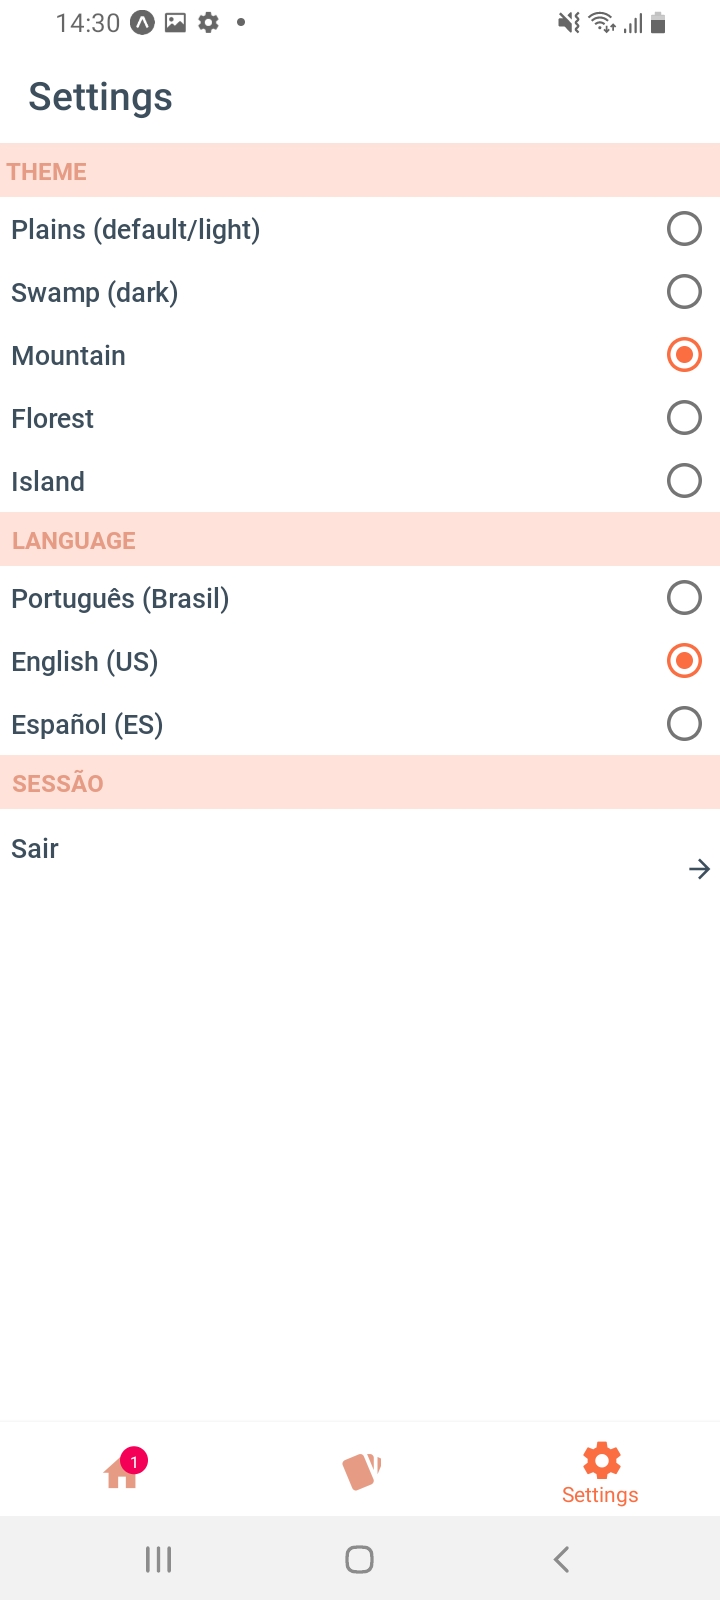 14:30
Settings
THEME
Plains (default/light)
Swamp (dark)
Mountain
Florest
Island
LANGUAGE
Português (Brasil)
English (US)
Español (ES)
SESSÃO
Sair
1
Settings